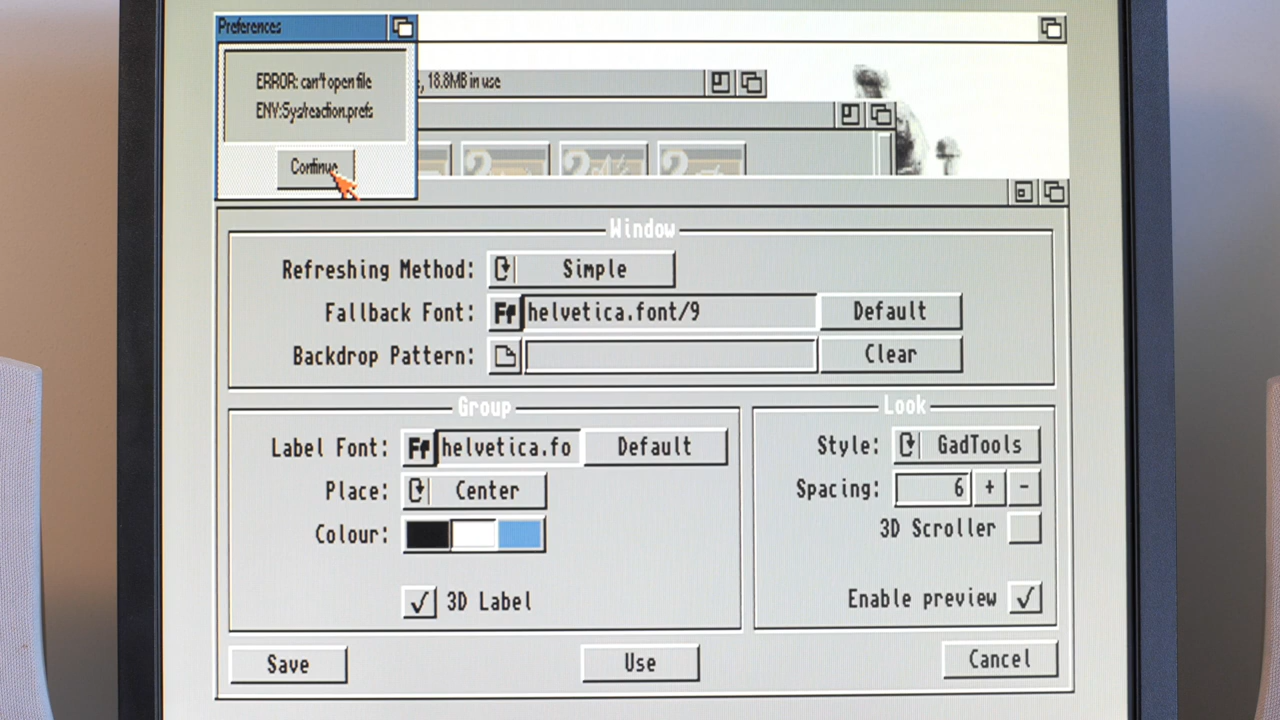 Preferences
ERROR: can't open file
ENV:Sys/reaction.prefs
Continue
, 18.8MB in use
Window
Refreshing Method: Simple
Fallback Font: Ff helvetica.font/9 Default
Backdrop Pattern: Clear
Group
Label Font: Ff helvetica.fo Default
Place: Center
Colour:
3D Label
Look
Style: GadTools
Spacing: 6 + -
3D Scroller
Enable preview
Save Use Cancel